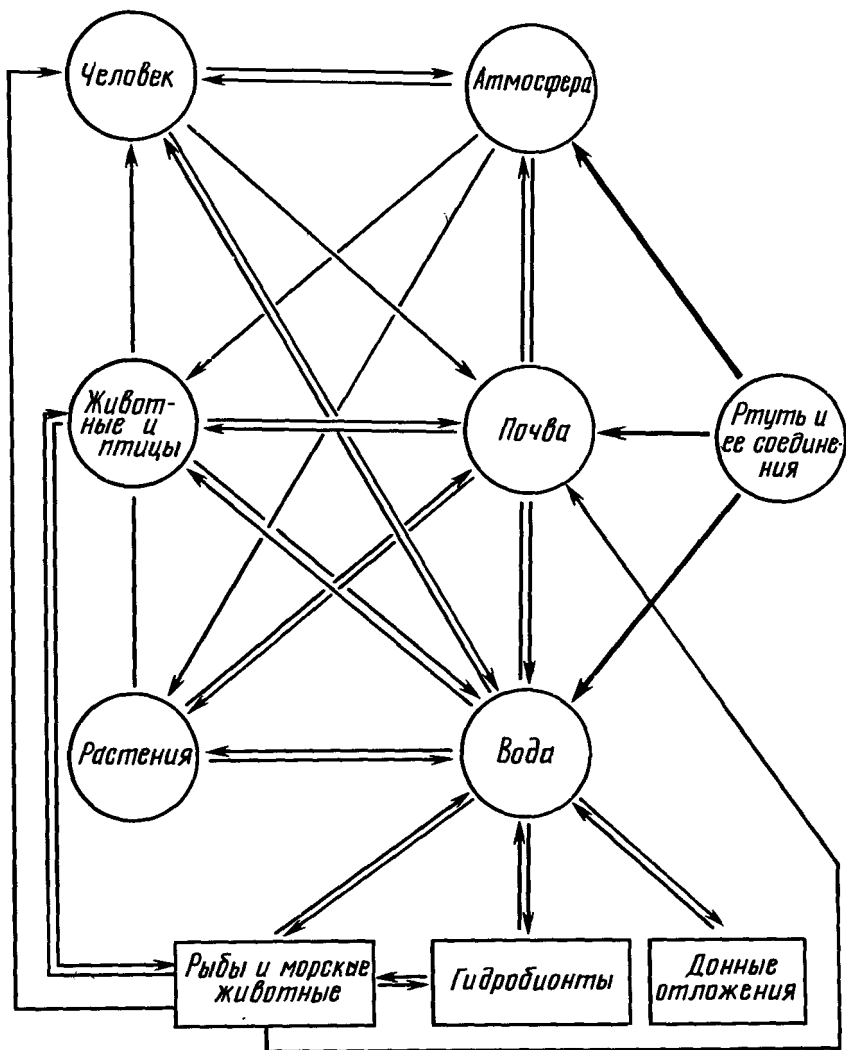 Человек
Атмосфера
Живот-
ные и
птицы
Почва
Ртуть и
ее соедине-
ния
Растения
Вода
Рыбы и морские
животные
Гидробионты
Донные
отложения